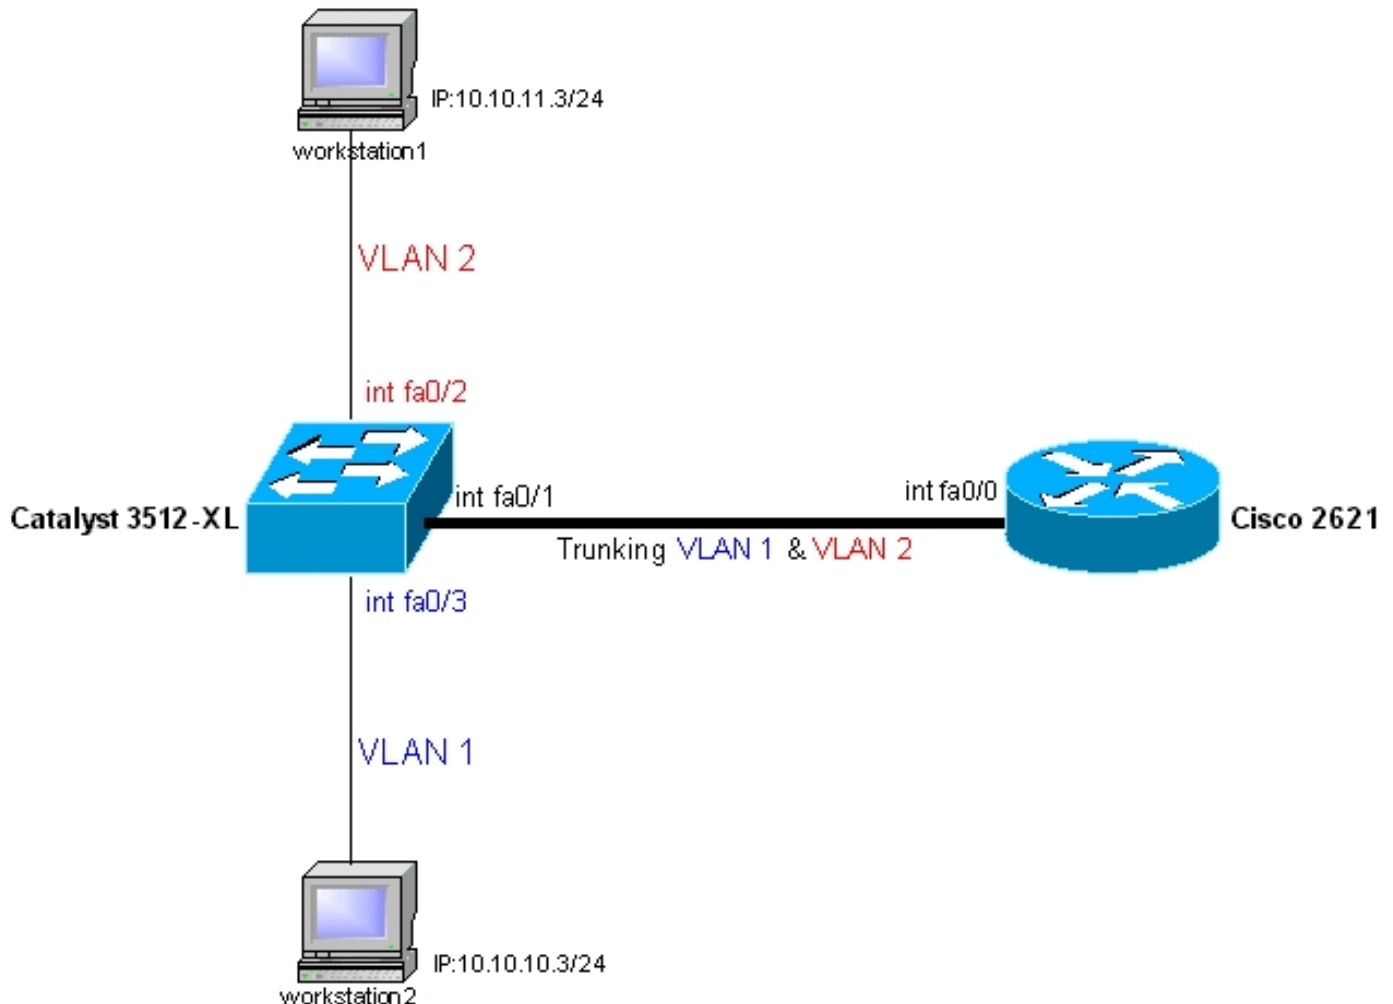 IP:10.10.11.3/24
workstation1
VLAN 2
int fa0/2
int fa0/1
int fa0/0
Catalyst 3512-XL
Cisco 2621
Trunking VLAN 1 & VLAN 2
int fa0/3
VLAN 1
IP:10.10.10.3/24
workstation2